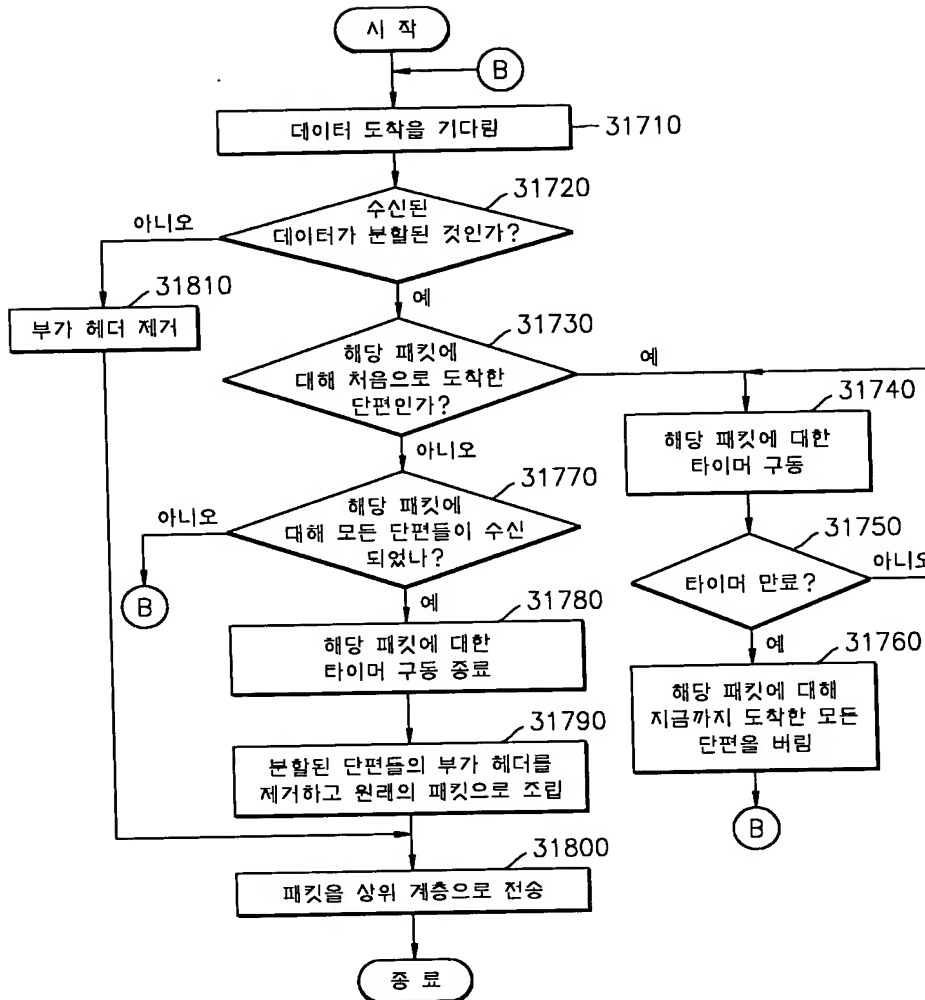 시 작
B
데이터 도착을 기다림
31710
31720
수신된
데이터가 분할된 것인가?
아니오
예
31810
부가 헤더 제거
31730
해당 패킷에
대해 처음으로 도착한
단편인가?
예
아니오
31740
해당 패킷에 대한
타이머 구동
31770
해당 패킷에
대해 모든 단편들이 수신
되었나?
아니오
B
예
31750
타이머 만료?
아니오
예
31780
해당 패킷에 대한
타이머 구동 종료
31760
해당 패킷에 대해
지금까지 도착한 모든
단편을 버림
B
31790
분할된 단편들의 부가 헤더를
제거하고 원래의 패킷으로 조립
31800
패킷을 상위 계층으로 전송
종 료